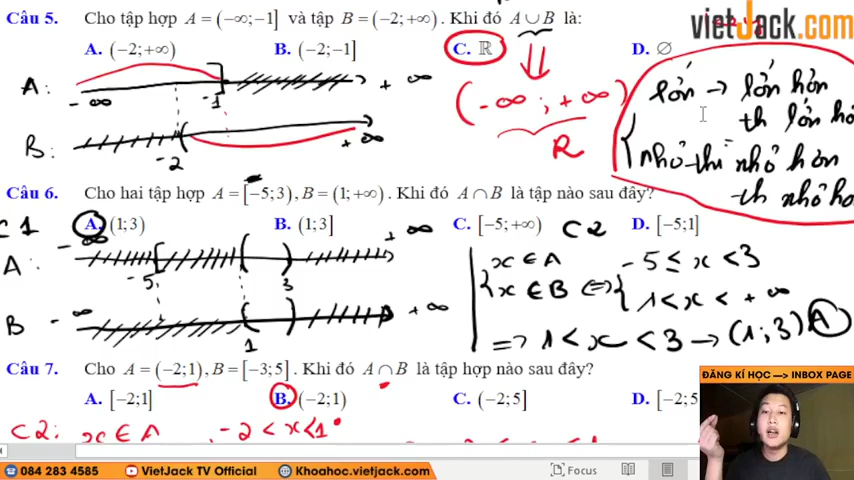 vietJack.com
Câu 5. Cho tập hợp A = (−∞;−1] và tập B = (−2;+∞). Khi đó A ∪ B là:
A. (−2;+∞) B. (−2;−1] C. ℝ D. ∅
A: −∞ −1 +∞
(−∞; +∞)
R
B: −2 +∞
lớn → lớn hơn
th lớn hơ
nhỏ thì nhỏ hơn
th nhỏ hơ
Câu 6. Cho hai tập hợp A = [−5;3), B = (1;+∞). Khi đó A ∩ B là tập nào sau đây?
A. (1;3) B. (1;3] C. [−5;+∞) D. [−5;1]
C1
A: −∞ −5 3 +∞
B −∞ 1 +∞
C2
x ∈ A −5 ≤ x < 3
x ∈ B ⇔ 1 < x < +∞
⇒ 1 < x < 3 → (1;3) A
Câu 7. Cho A = (−2;1), B = [−3;5]. Khi đó A ∩ B là tập hợp nào sau đây?
A. [−2;1] B. (−2;1) C. (−2;5] D. [−2;5
C2: x ∈ A −2 < x < 1
ĐĂNG KÍ HỌC → INBOX PAGE
084 283 4585 VietJack TV Official Khoahoc.vietjack.com
Focus